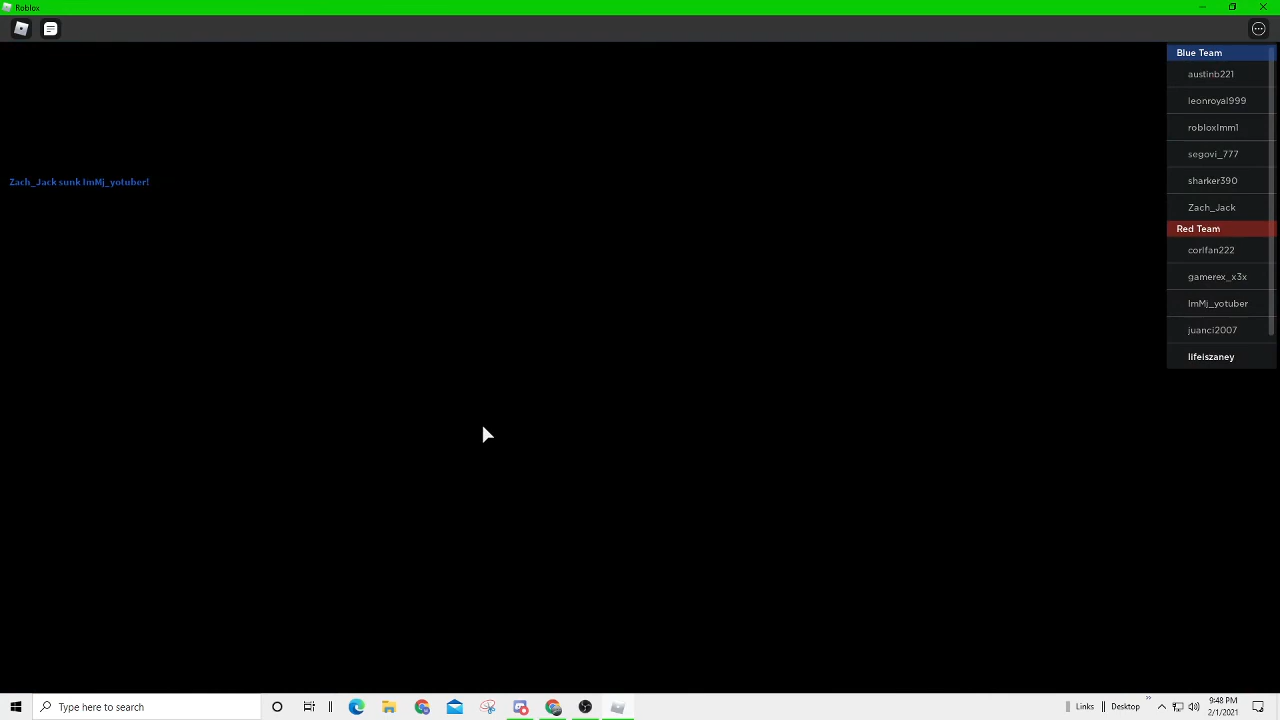 Roblox
Blue Team
austinb221
leonroyal999
Zach_Jack sunk ImMj_yotuber!
segovi_777
sharker390
Zach_Jack
Red Team
corlfan222
gamerex_x3x
ImMj_yotuber
juanci2007
lifeiszaney
Type here to search
Links
Desktop
9:48 PM
2/1/2021